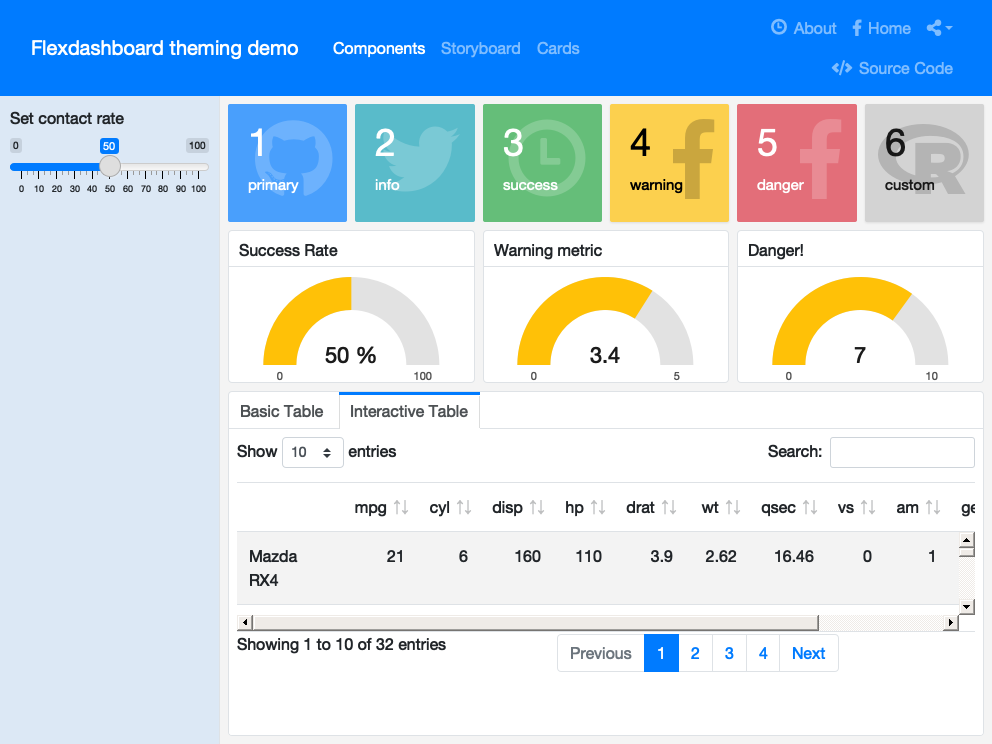 Flexdashboard theming demo
Components
Storyboard
Cards
About
Home
Source Code
Set contact rate
0 50 100
0 10 20 30 40 50 60 70 80 90 100
1
primary
2
info
3
success
4
warning
5
danger
6
custom
Success Rate
50 %
0 100
Warning metric
3.4
0 5
Danger!
7
0 10
Basic Table
Interactive Table
Show 10 entries
Search:
mpg cyl disp hp drat wt qsec vs am
Mazda 21 6 160 110 3.9 2.62 16.46 0 1
RX4
Showing 1 to 10 of 32 entries
Previous 1 2 3 4 Next